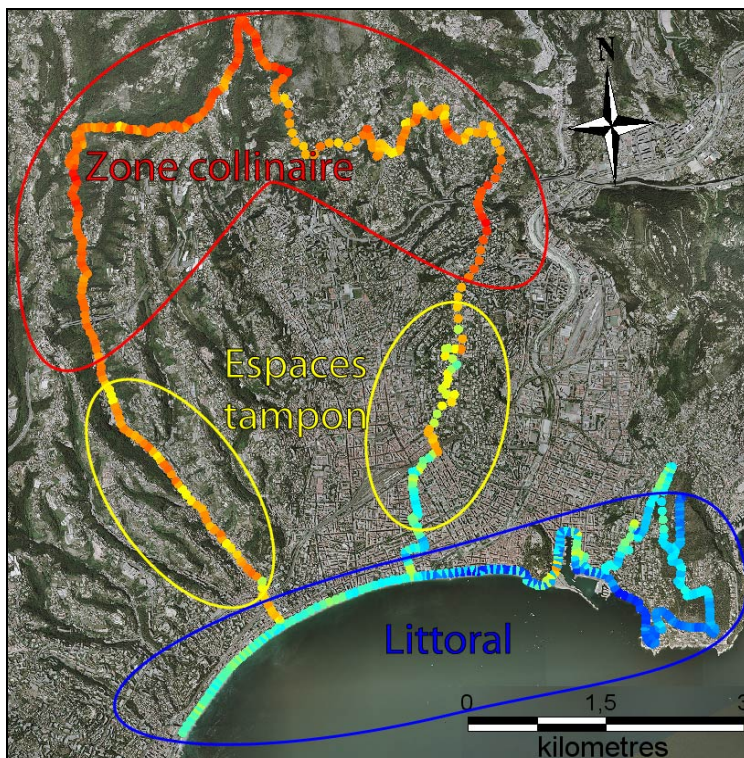 N
Zone collinaire
Espaces
tampon
Littoral
0 1,5 3
kilometres